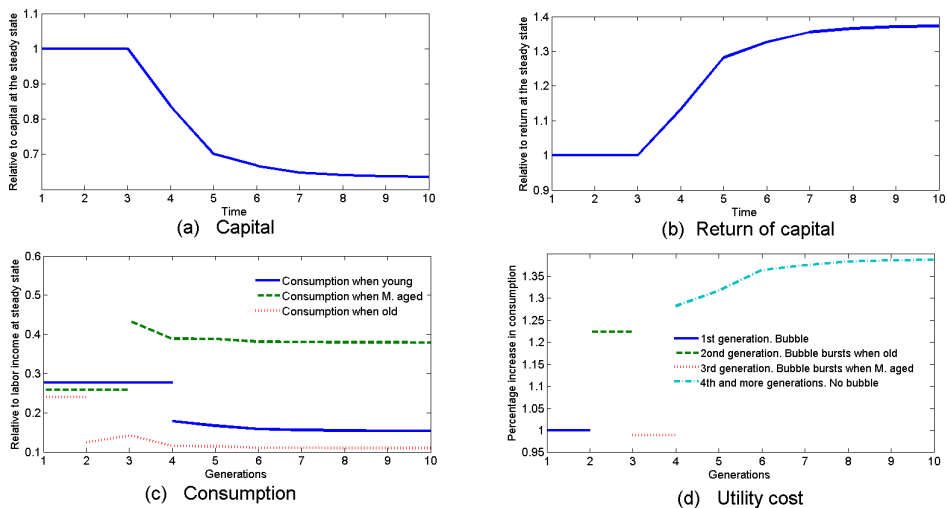 1.1
1
0.9
0.8
0.7
Relative to capital at the steady state
1 2 3 4 5 6 7 8 9 10
Time
(a) Capital
1.4
1.3
1.2
1.1
1
0.9
Relative to return at the steady state
1 2 3 4 5 6 7 8 9 10
Time
(b) Return of capital
0.6
0.5
0.4
0.3
0.2
0.1
Relative to labor income at steady state
Consumption when young
Consumption when M. aged
Consumption when old
1 2 3 4 5 6 7 8 9 10
Generations
(c) Consumption
1.35
1.3
1.25
1.2
1.15
1.1
1.05
1
0.95
Percentage increase in consumption
1st generation. Bubble
2nd generation. Bubble bursts when old
3rd generation. Bubble bursts when M. aged
4th and more generations. No bubble
1 2 3 4 5 6 7 8 9 10
Generations
(d) Utility cost